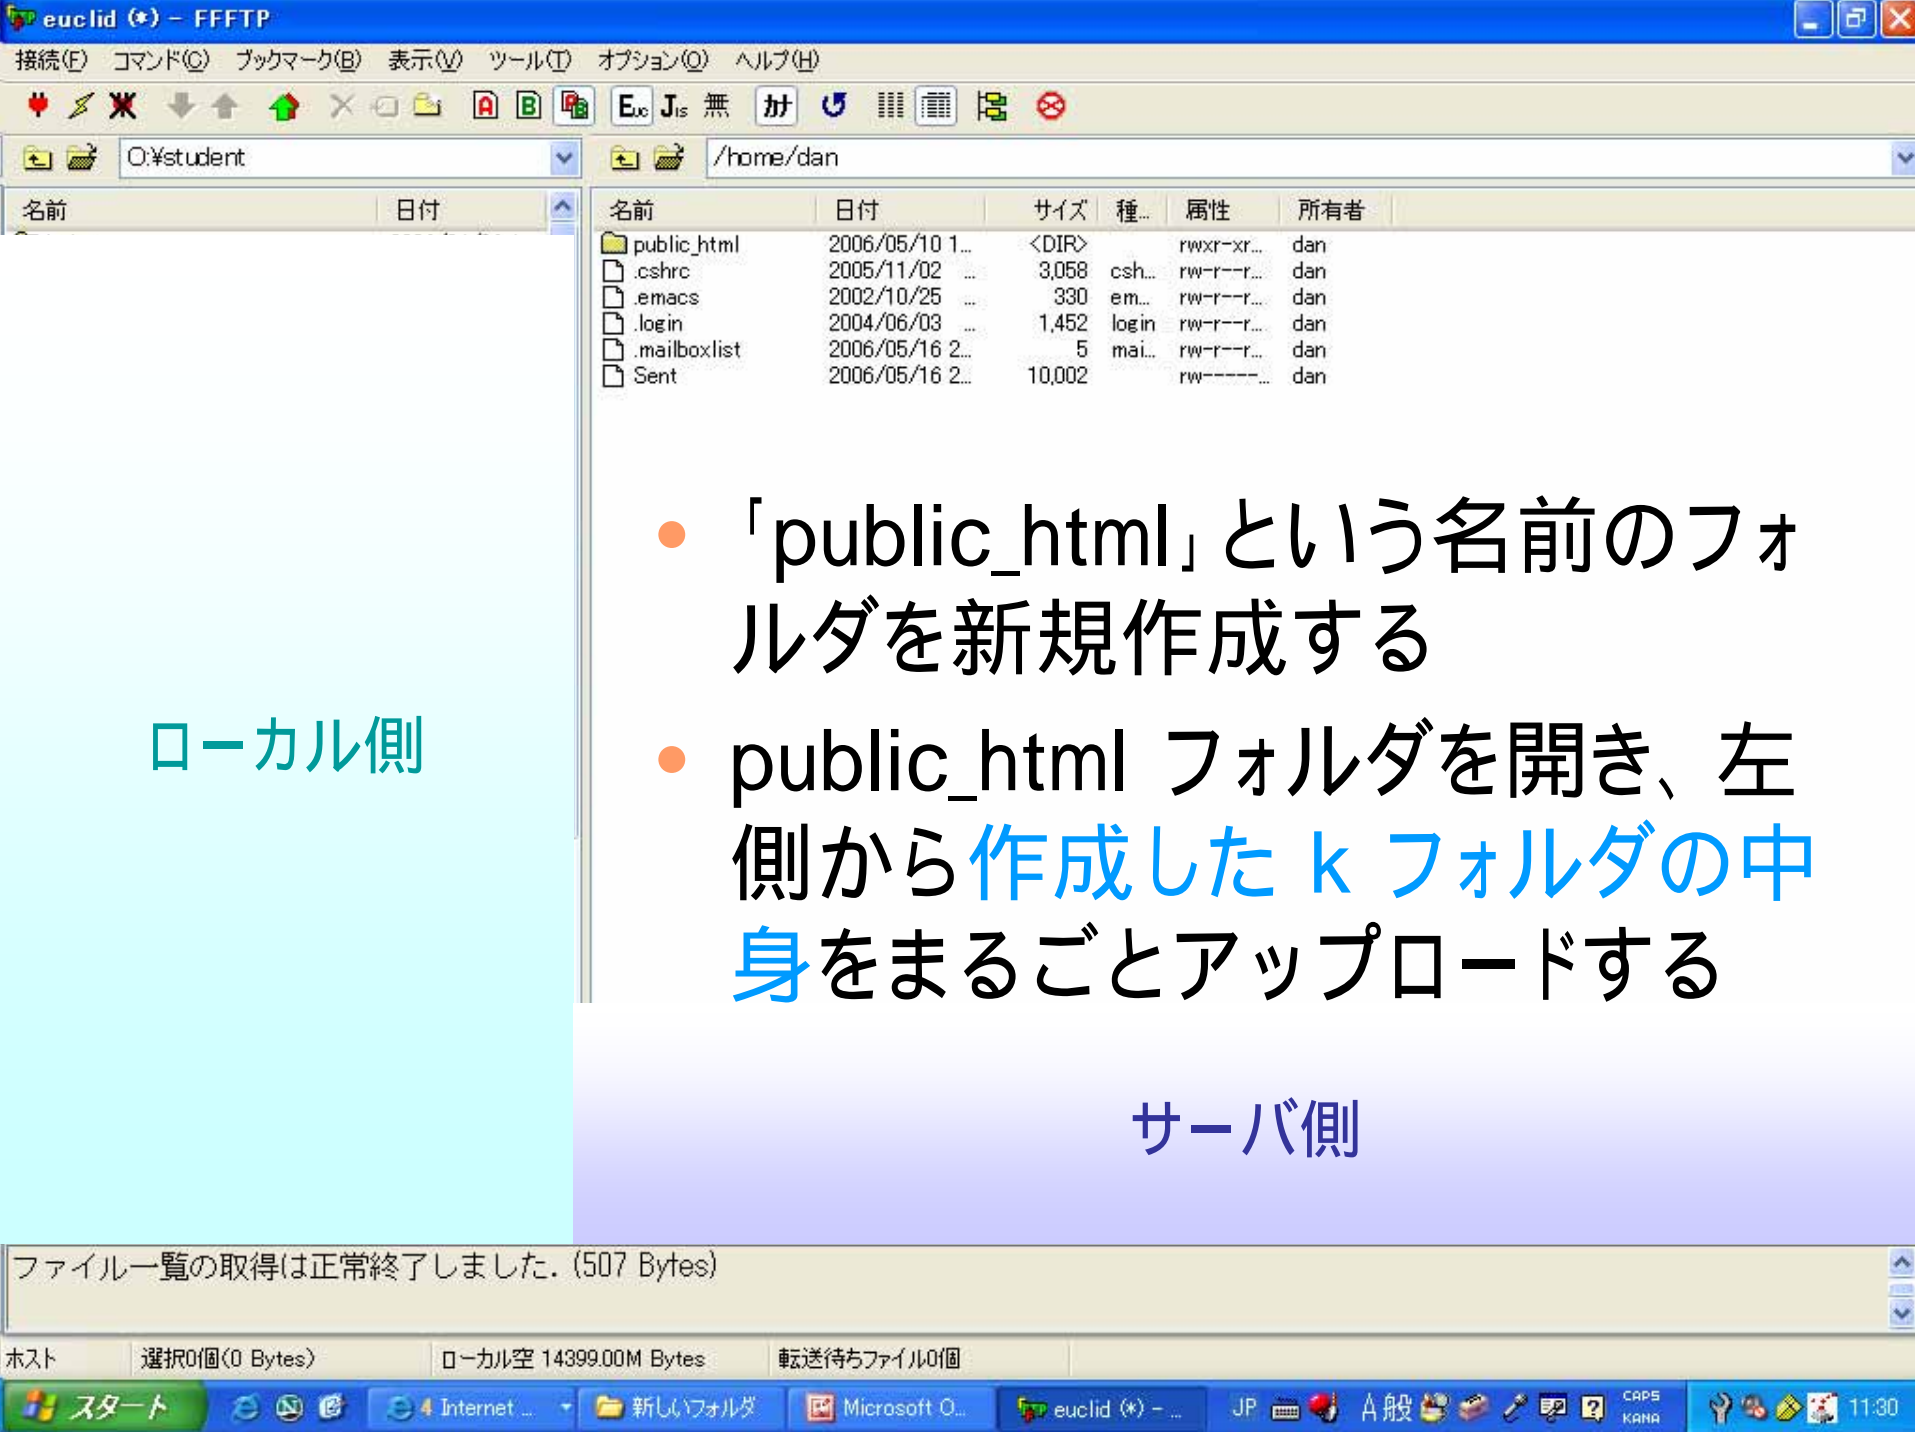 euclid (*) - FFFTP
接続(F) コマンド(C) ブックマーク(B) 表示(V) ツール(T) オプション(O) ヘルプ(H)
A B Euc JIS 無 カナ
O:¥student /home/dan
名前 日付 名前 日付 サイズ 種... 属性 所有者
public_html 2006/05/10 1... <DIR> rwxr-xr... dan
.cshrc 2005/11/02 ... 3,058 csh... rw-r--r... dan
.emacs 2002/10/25 ... 330 em... rw-r--r... dan
.login 2004/06/03 ... 1,452 login rw-r--r... dan
.mailboxlist 2006/05/16 2... 5 mai... rw-r--r... dan
Sent 2006/05/16 2... 10,002 rw-----... dan
• 「public_html」という名前のフォ
ルダを新規作成する
ローカル側
• public_html フォルダを開き、左
側から作成した k フォルダの中
身をまるごとアップロードする
サーバ側
ファイル一覧の取得は正常終了しました. (507 Bytes)
ホスト 選択0個(0 Bytes) ローカル空 14399.00M Bytes 転送待ちファイル0個
スタート 4 Internet ... 新しいフォルダ Microsoft O... euclid (*) - ... JP A 般 CAPS KANA 11:30